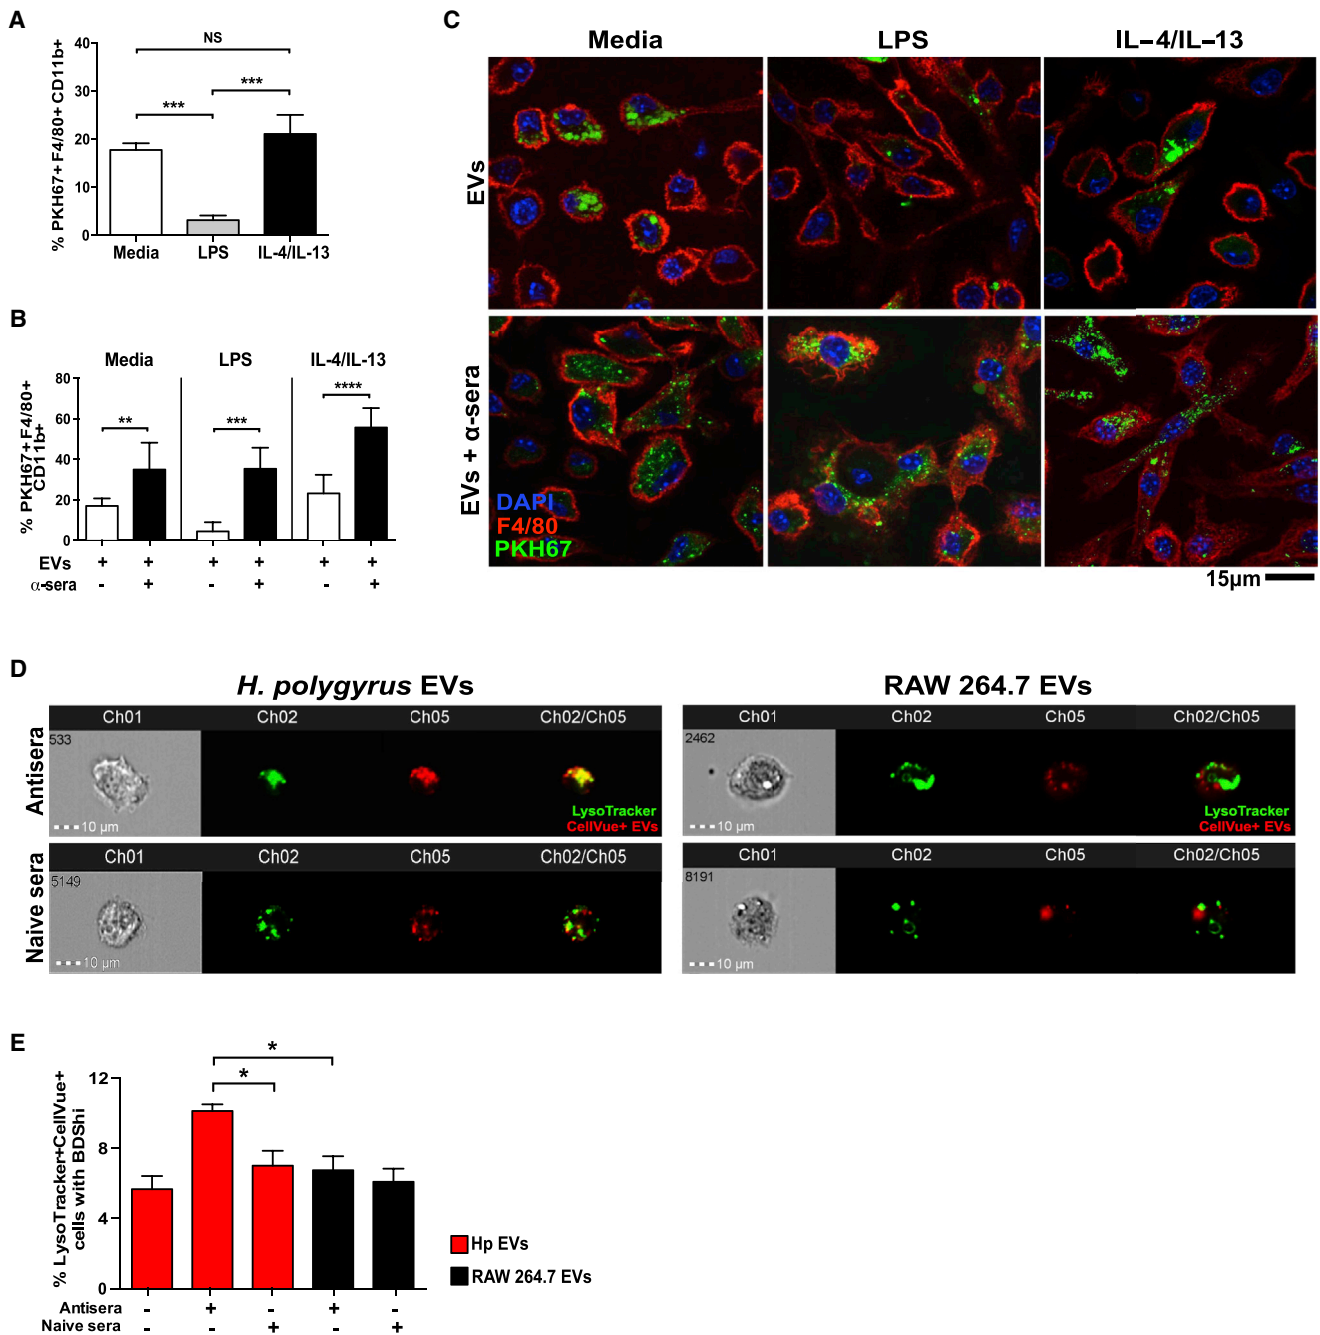 A
NS
***
***
40
30
20
10
0
% PKH67+ F4/80+ CD11b+
Media
LPS
IL-4/IL-13
B
Media
LPS
IL-4/IL-13
**
***
****
80
60
40
20
0
% PKH67+ F4/80+
CD11b+
EVs + + + + + +
α-sera - + - + - +
C
Media
LPS
IL-4/IL-13
EVs
EVs + α-sera
DAPI
F4/80
PKH67
15µm
D
H. polygyrus EVs
RAW 264.7 EVs
Antisera
Ch01 Ch02 Ch05 Ch02/Ch05
533
10 µm
LysoTracker
CellVue+ EVs
Ch01 Ch02 Ch05 Ch02/Ch05
2462
10 µm
LysoTracker
CellVue+ EVs
Naive sera
Ch01 Ch02 Ch05 Ch02/Ch05
5149
10 µm
Ch01 Ch02 Ch05 Ch02/Ch05
8191
10 µm
E
*
*
12
8
4
0
% LysoTracker+CellVue+
cells with BDShi
Antisera - + - + -
Naive sera - - + - +
Hp EVs
RAW 264.7 EVs